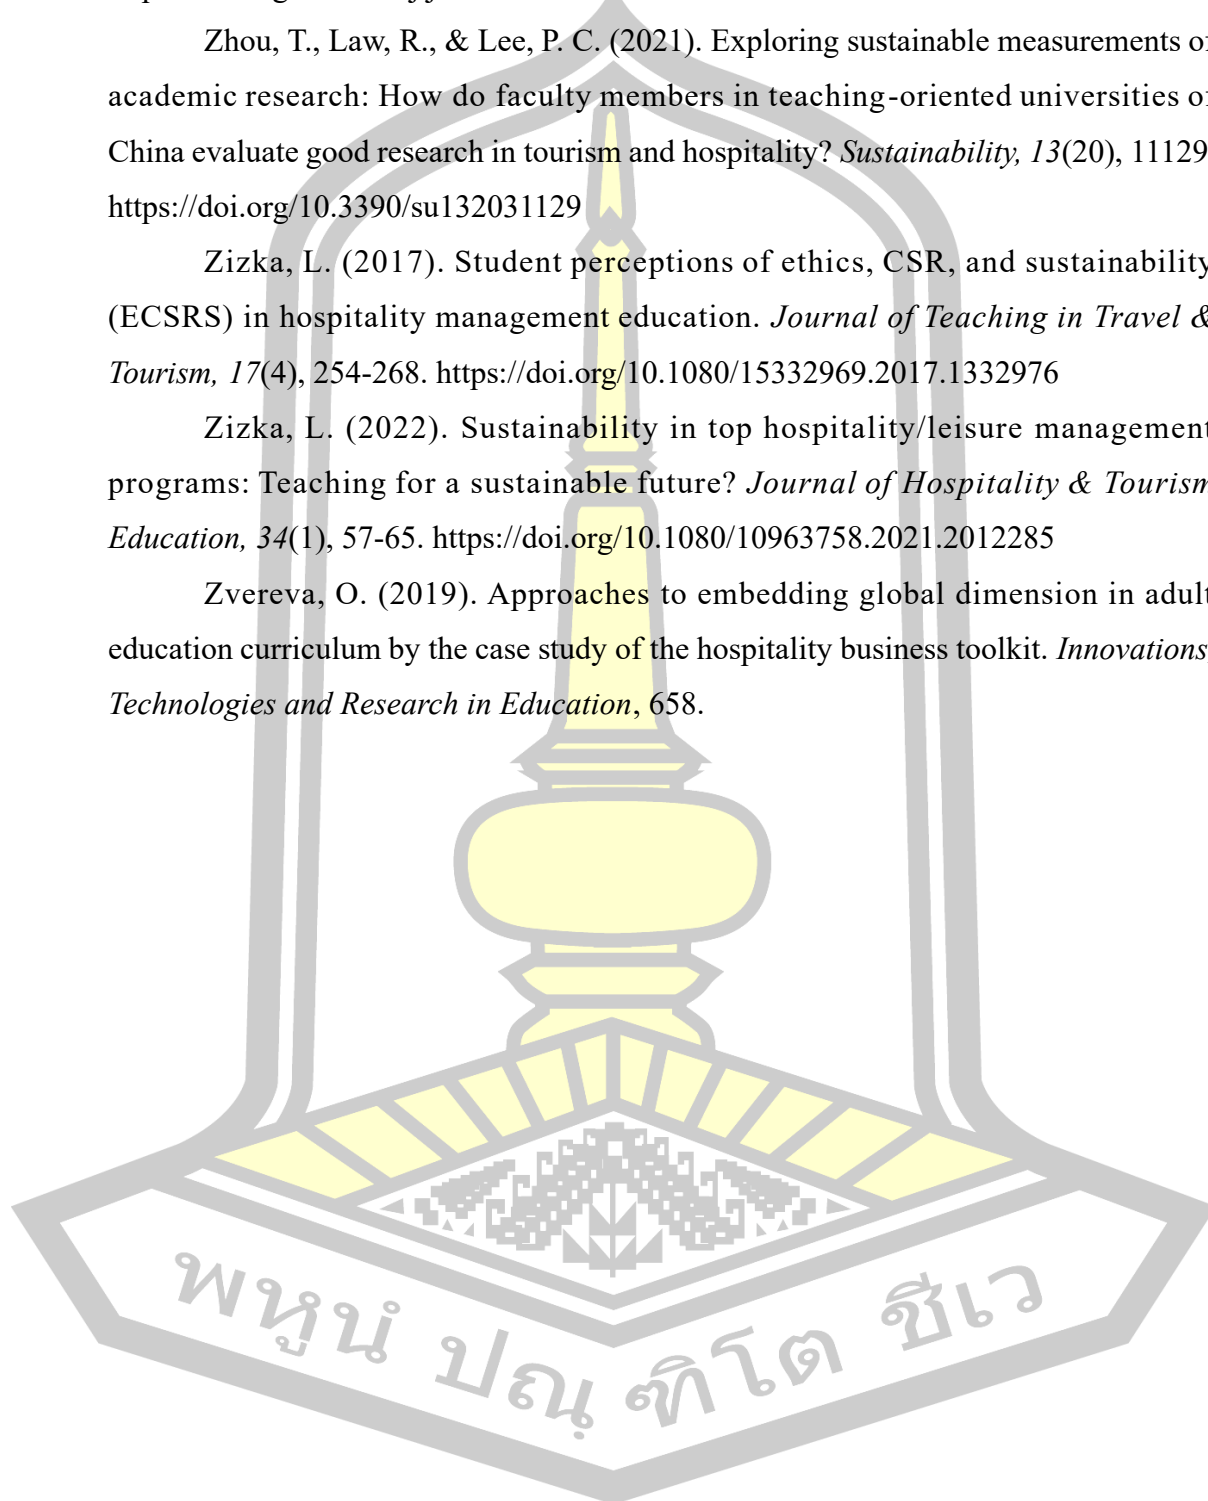 Zhou, T., Law, R., & Lee, P. C. (2021). Exploring sustainable measurements of
academic research: How do faculty members in teaching-oriented universities of
China evaluate good research in tourism and hospitality? Sustainability, 13(20), 11129.
https://doi.org/10.3390/su132031129
Zizka, L. (2017). Student perceptions of ethics, CSR, and sustainability
(ECSRS) in hospitality management education. Journal of Teaching in Travel &
Tourism, 17(4), 254-268. https://doi.org/10.1080/15332969.2017.1332976
Zizka, L. (2022). Sustainability in top hospitality/leisure management
programs: Teaching for a sustainable future? Journal of Hospitality & Tourism
Education, 34(1), 57-65. https://doi.org/10.1080/10963758.2021.2012285
Zvereva, O. (2019). Approaches to embedding global dimension in adult
education curriculum by the case study of the hospitality business toolkit. Innovations,
Technologies and Research in Education, 658.
พหูนํ ปณฺฑิโต ชีเว